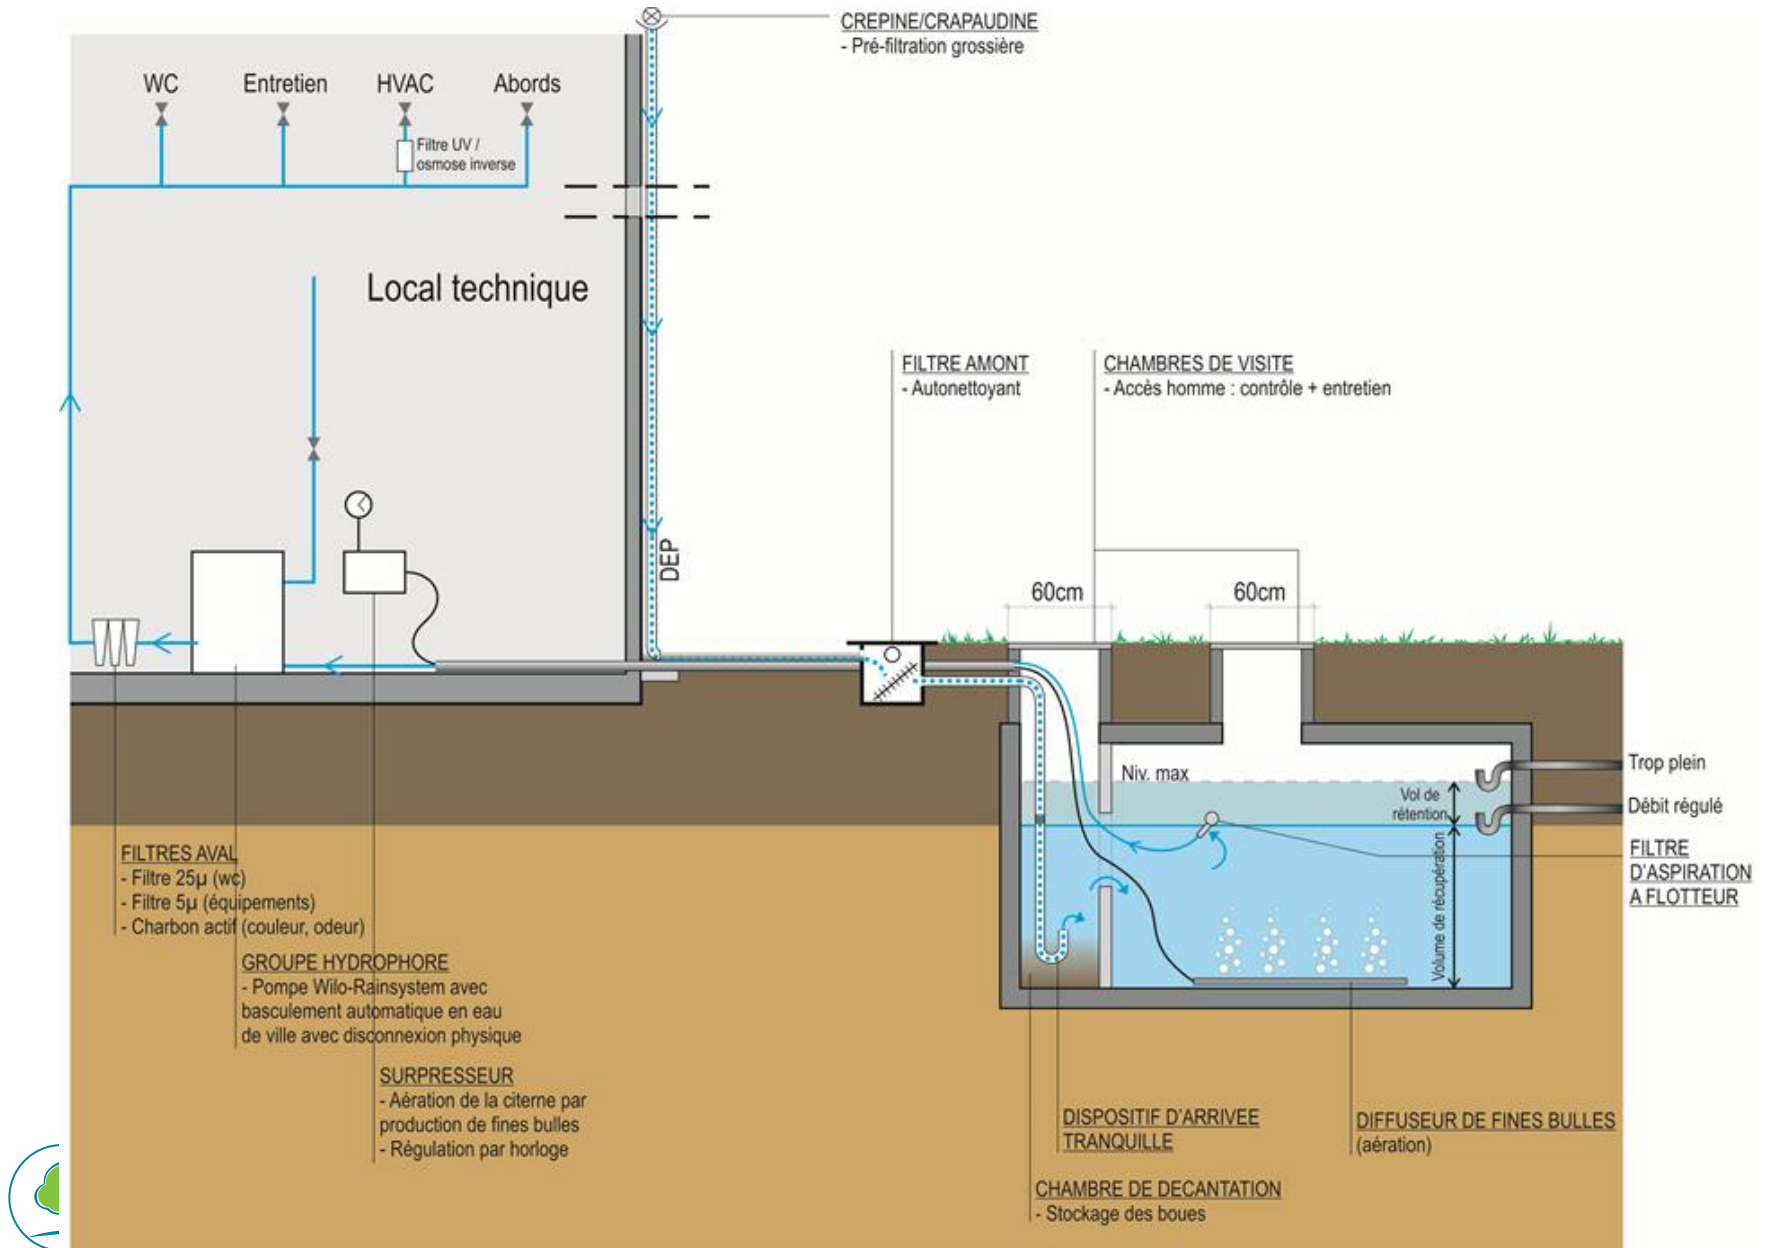 CREPINE/CRAPAUDINE
- Pré-filtration grossière
WC
Entretien
HVAC
Abords
Filtre UV /
osmose inverse
Local technique
FILTRE AMONT
- Autonettoyant
CHAMBRES DE VISITE
- Accès homme : contrôle + entretien
DEP
60cm
60cm
Niv. max
Vol de
rétention
Volume de récupération
Trop plein
Débit régulé
FILTRE
D'ASPIRATION
A FLOTTEUR
FILTRES AVAL
- Filtre 25µ (wc)
- Filtre 5µ (équipements)
- Charbon actif (couleur, odeur)
GROUPE HYDROPHORE
- Pompe Wilo-Rainsystem avec
basculement automatique en eau
de ville avec disconnexion physique
SURPRESSEUR
- Aération de la citerne par
production de fines bulles
- Régulation par horloge
DISPOSITIF D'ARRIVEE
TRANQUILLE
DIFFUSEUR DE FINES BULLES
(aération)
CHAMBRE DE DECANTATION
- Stockage des boues